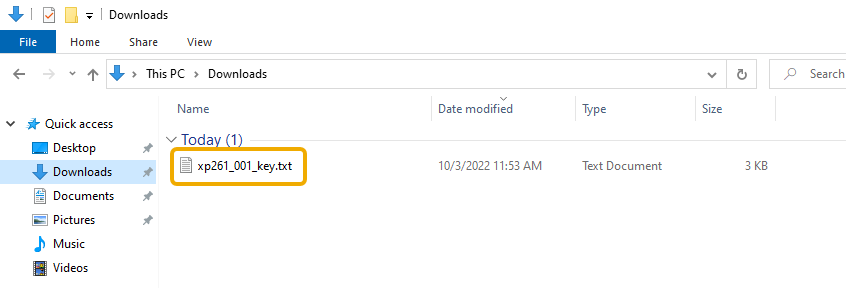 Downloads
File Home Share View
This PC Downloads Search
Name Date modified Type Size
Quick access Today (1)
Desktop xp261_001_key.txt 10/3/2022 11:53 AM Text Document 3 KB
Downloads
Documents
Pictures
Music
Videos